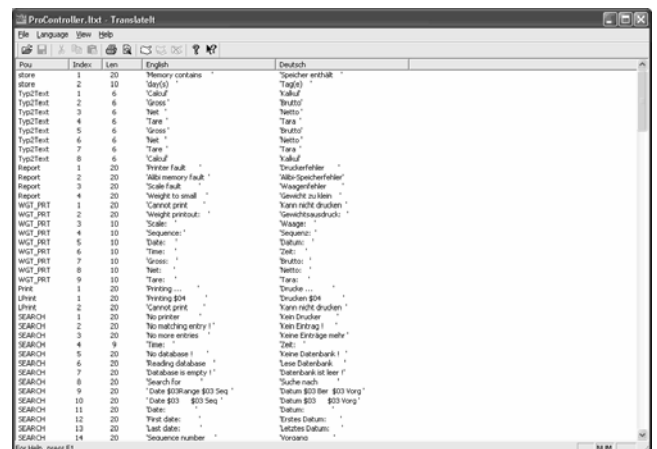 ProController.ltxt - TranslateIt
File Language View Help
Pou Index Len English Deutsch
store 1 20 'Memory contains ' 'Speicher enthält '
store 2 10 'day(s) ' 'Tag(e) '
Typ2Text 1 6 'Calcul' 'Kalkul'
Typ2Text 2 6 'Gross ' 'Brutto'
Typ2Text 3 6 'Net ' 'Netto '
Typ2Text 4 6 'Tare ' 'Tara '
Typ2Text 5 6 'Gross ' 'Brutto'
Typ2Text 6 6 'Net ' 'Netto '
Typ2Text 7 6 'Tare ' 'Tara '
Typ2Text 8 6 'Calcul' 'Kalkul'
Report 1 20 'Printer fault ' 'Druckerfehler '
Report 2 20 'Alibi memory fault ' 'Alibi-Speicherfehler'
Report 3 20 'Scale fault ' 'Waagenfehler '
Report 4 20 'Weight to small ' 'Gewicht zu klein '
WGT_PRT 1 20 'Cannot print ' 'Kann nicht drucken '
WGT_PRT 2 20 'Weight printout: ' 'Gewichtsausdruck: '
WGT_PRT 3 10 'Scale: ' 'Waage: '
WGT_PRT 4 10 'Sequence: ' 'Sequenz: '
WGT_PRT 5 10 'Date: ' 'Datum: '
WGT_PRT 6 10 'Time: ' 'Zeit: '
WGT_PRT 7 10 'Gross: ' 'Brutto: '
WGT_PRT 8 10 'Net: ' 'Netto: '
WGT_PRT 9 10 'Tare: ' 'Tara: '
Print 1 20 'Printing ... ' 'Drucke ... '
LPrint 1 20 'Printing $04 ' 'Drucken $04 '
LPrint 2 20 'Cannot print ' 'Kann nicht drucken '
SEARCH 1 20 'No printer ' 'Kein Drucker '
SEARCH 2 20 'No matching entry ! ' 'Kein Eintrag ! '
SEARCH 3 20 'No more entries ' 'Keine Einträge mehr '
SEARCH 4 9 'Time: ' 'Zeit: '
SEARCH 5 20 'No database ! ' 'Keine Datenbank ! '
SEARCH 6 20 'Reading database ' 'Lese Datenbank '
SEARCH 7 20 'Database is empty ! ' 'Datenbank ist leer !'
SEARCH 8 20 'Search for ' 'Suche nach '
SEARCH 9 20 ' Date $03Range $03 Seq ' 'Datum $03 Ber $03 Vorg '
SEARCH 10 20 ' Date $03 $03 Seq ' 'Datum $03 $03 Vorg '
SEARCH 11 20 'Date: ' 'Datum: '
SEARCH 12 20 'First date: ' 'Erstes Datum: '
SEARCH 13 20 'Last date: ' 'Letztes Datum: '
SEARCH 14 20 'Sequence number ' 'Vorgang '
For Help, press F1 NUM